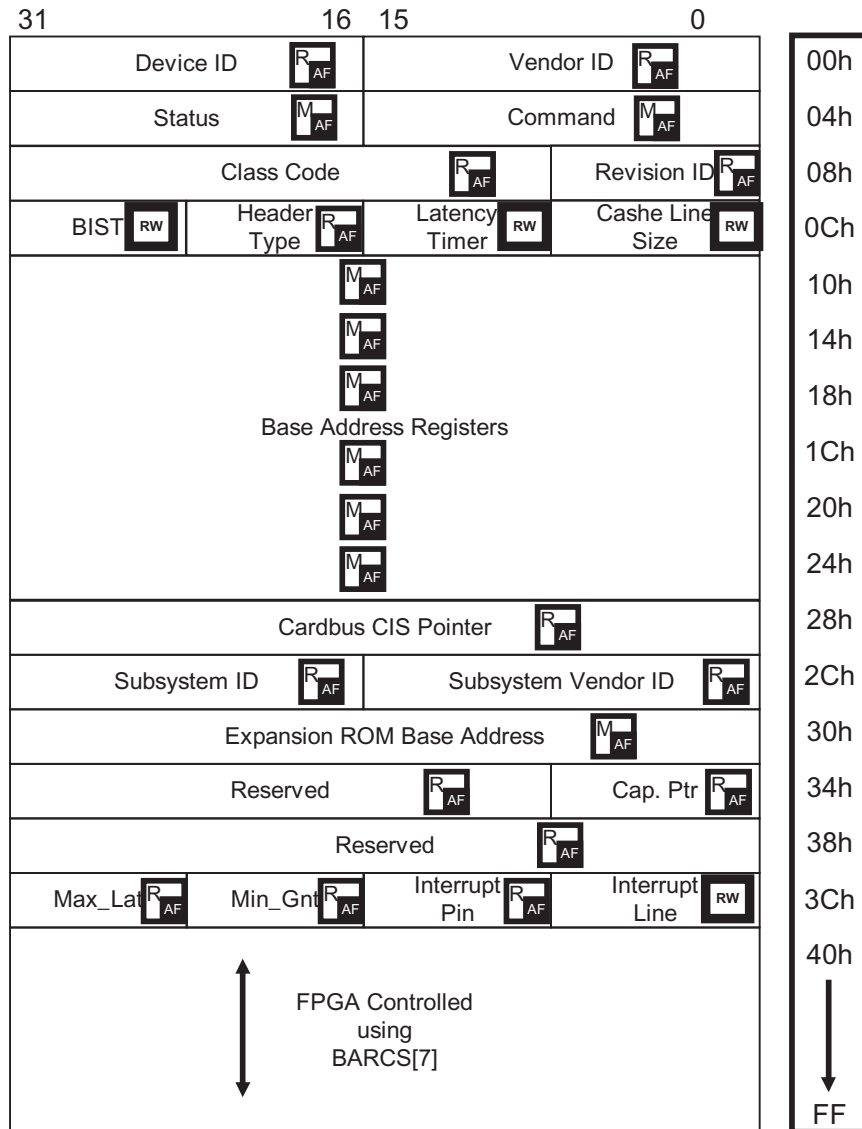 31 16 15 0
Device ID R AF Vendor ID R AF 00h
Status M AF Command M AF 04h
Class Code R AF Revision ID R AF 08h
BIST RW Header Type R AF Latency Timer RW Cashe Line Size RW 0Ch
M AF 10h
M AF 14h
M AF 18h
Base Address Registers
M AF 1Ch
M AF 20h
M AF 24h
Cardbus CIS Pointer R AF 28h
Subsystem ID R AF Subsystem Vendor ID R AF 2Ch
Expansion ROM Base Address M AF 30h
Reserved R AF Cap. Ptr R AF 34h
Reserved R AF 38h
Max_Lat R AF Min_Gnt R AF Interrupt Pin R AF Interrupt Line RW 3Ch
40h
FPGA Controlled
using
BARCS[7]
FF